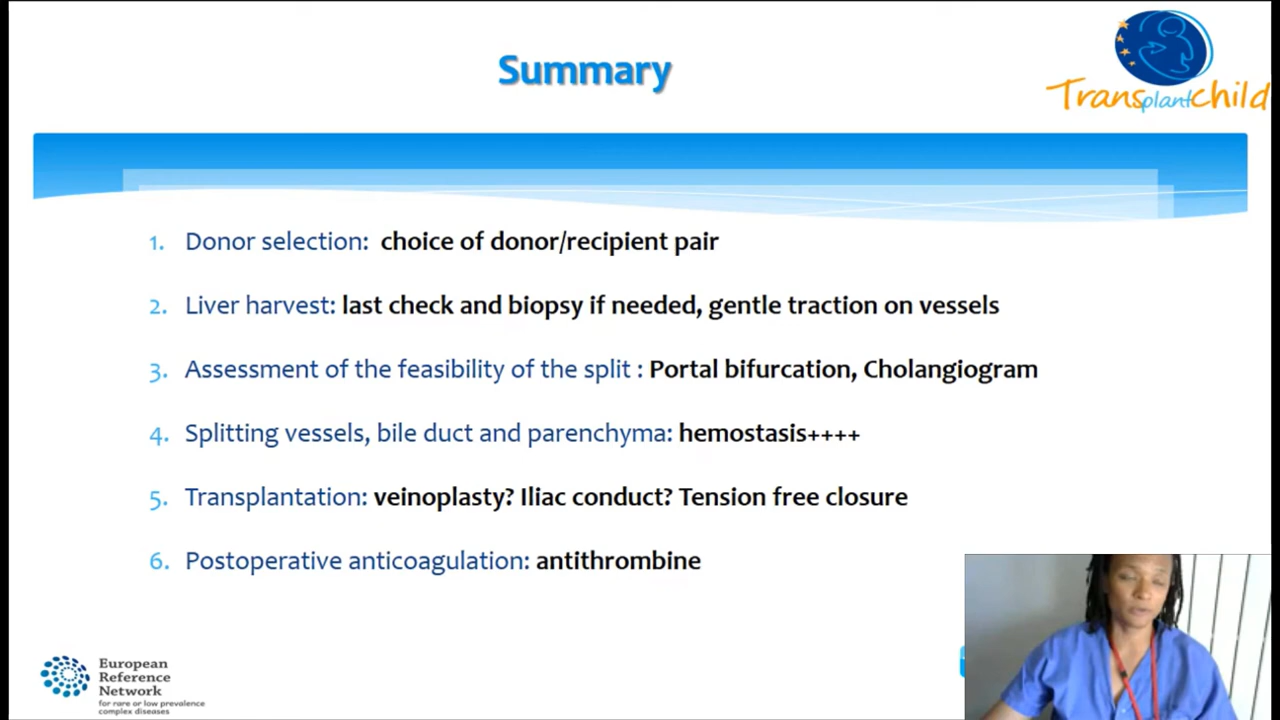 Summary
TransplantChild
1. Donor selection: choice of donor/recipient pair
2. Liver harvest: last check and biopsy if needed, gentle traction on vessels
3. Assessment of the feasibility of the split : Portal bifurcation, Cholangiogram
4. Splitting vessels, bile duct and parenchyma: hemostasis++++
5. Transplantation: veinoplasty? Iliac conduct? Tension free closure
6. Postoperative anticoagulation: antithrombine
European
Reference
Network
for rare or low prevalence
complex diseases